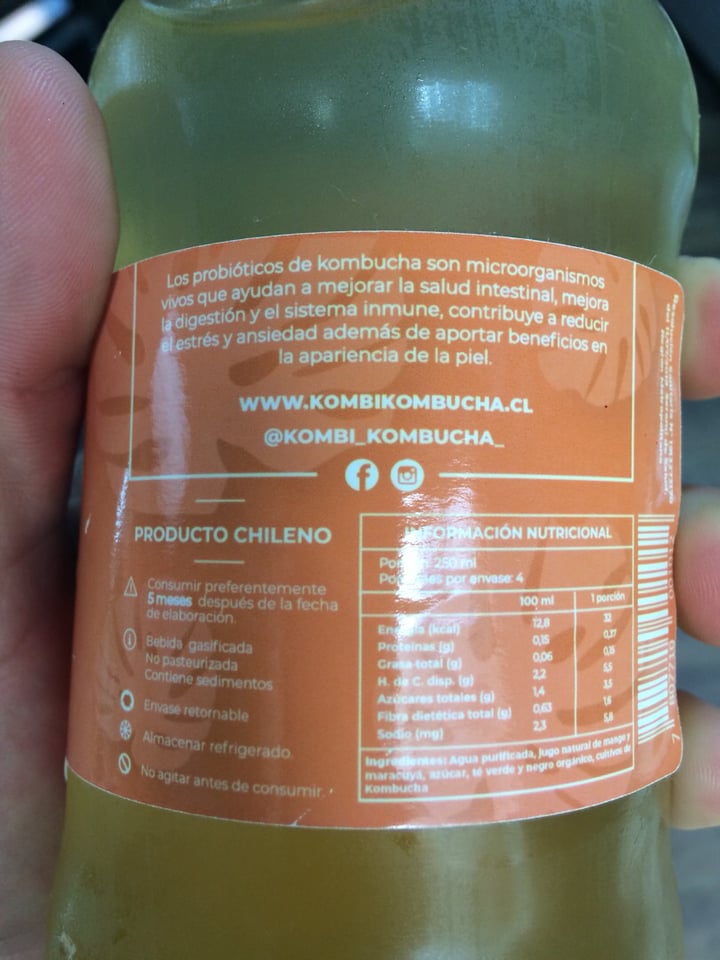 Los probióticos de kombucha son microorganismos
vivos que ayudan a mejorar la salud intestinal, mejora
la digestión y el sistema inmune, contribuye a reducir
el estrés y ansiedad además de aportar beneficios en
la apariencia de la piel.
WWW.KOMBIKOMBUCHA.CL
@KOMBI_KOMBUCHA_
PRODUCTO CHILENO
Consumir preferentemente
5 meses después de la fecha
de elaboración.
Bebida gasificada
No pasteurizada
Contiene sedimentos
Envase retornable
Almacenar refrigerado.
No agitar antes de consumir.
INFORMACIÓN NUTRICIONAL
Porción: 250 ml
Porciones por envase: 4
100 ml 1 porción
Energía (kcal) 12,8 32
Proteínas (g) 0,15 0,37
Grasa total (g) 0,06 0,15
H. de C. disp. (g) 2,2 5,5
Azúcares totales (g) 1,4 3,5
Fibra dietética total (g) 0,63 1,6
Sodio (mg) 2,3 5,8
Ingredientes: Agua purificada, jugo natural de mango y
maracuyá, azúcar, té verde y negro orgánico, cultivos de
Kombucha